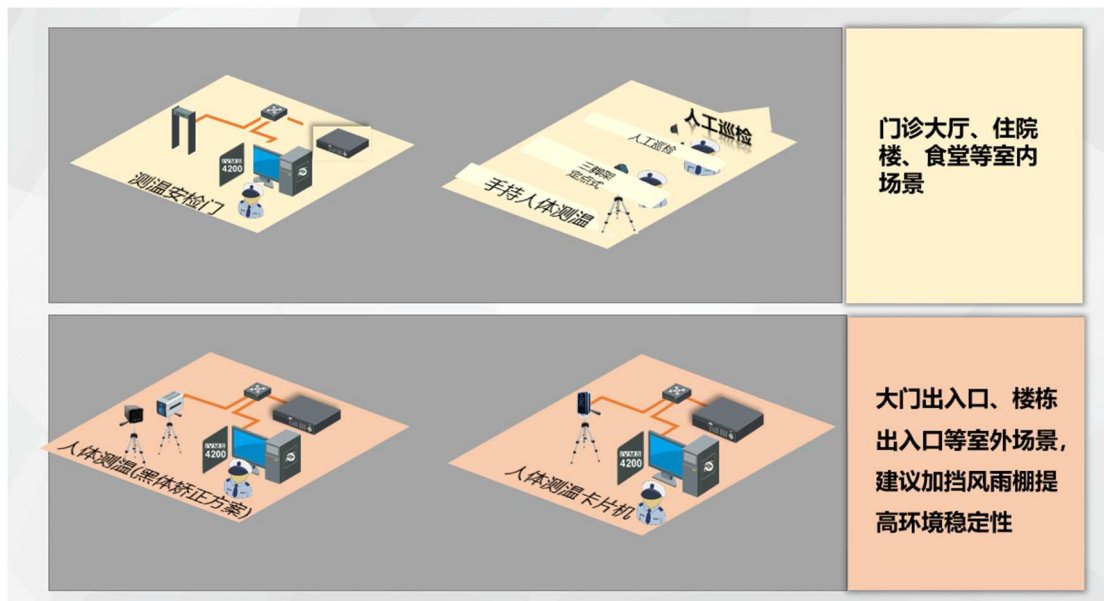 测温安检门
iVMS
4200
人工巡检
人工巡检
三脚架
定点式
手持人体测温
门诊大厅、住院
楼、食堂等室内
场景
人体测温(黑体矫正方案)
iVMS
4200
人体测温卡片机
iVMS
4200
大门出入口、楼栋
出入口等室外场景，
建议加挡风雨棚提
高环境稳定性